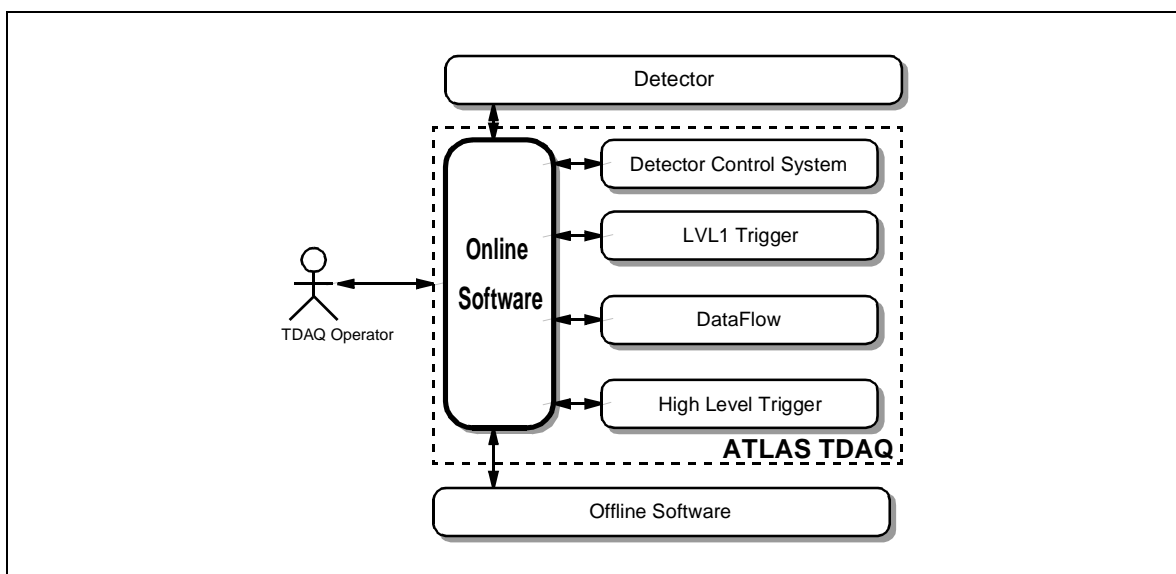 Detector
Detector Control System
LVL1 Trigger
Online
Software
TDAQ Operator
DataFlow
High Level Trigger
ATLAS TDAQ
Offline Software